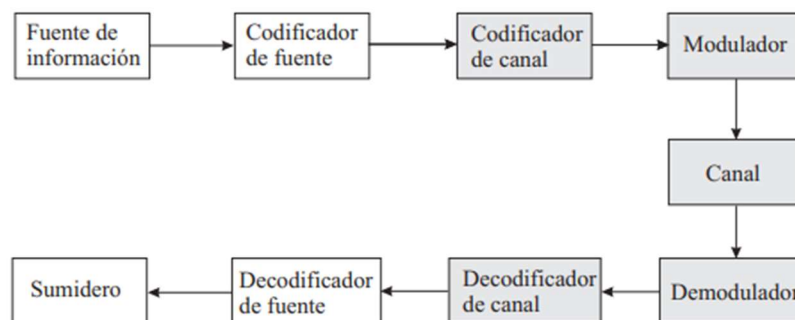 Fuente de
información
Codificador
de fuente
Codificador
de canal
Modulador
Canal
Sumidero
Decodificador
de fuente
Decodificador
de canal
Demodulador